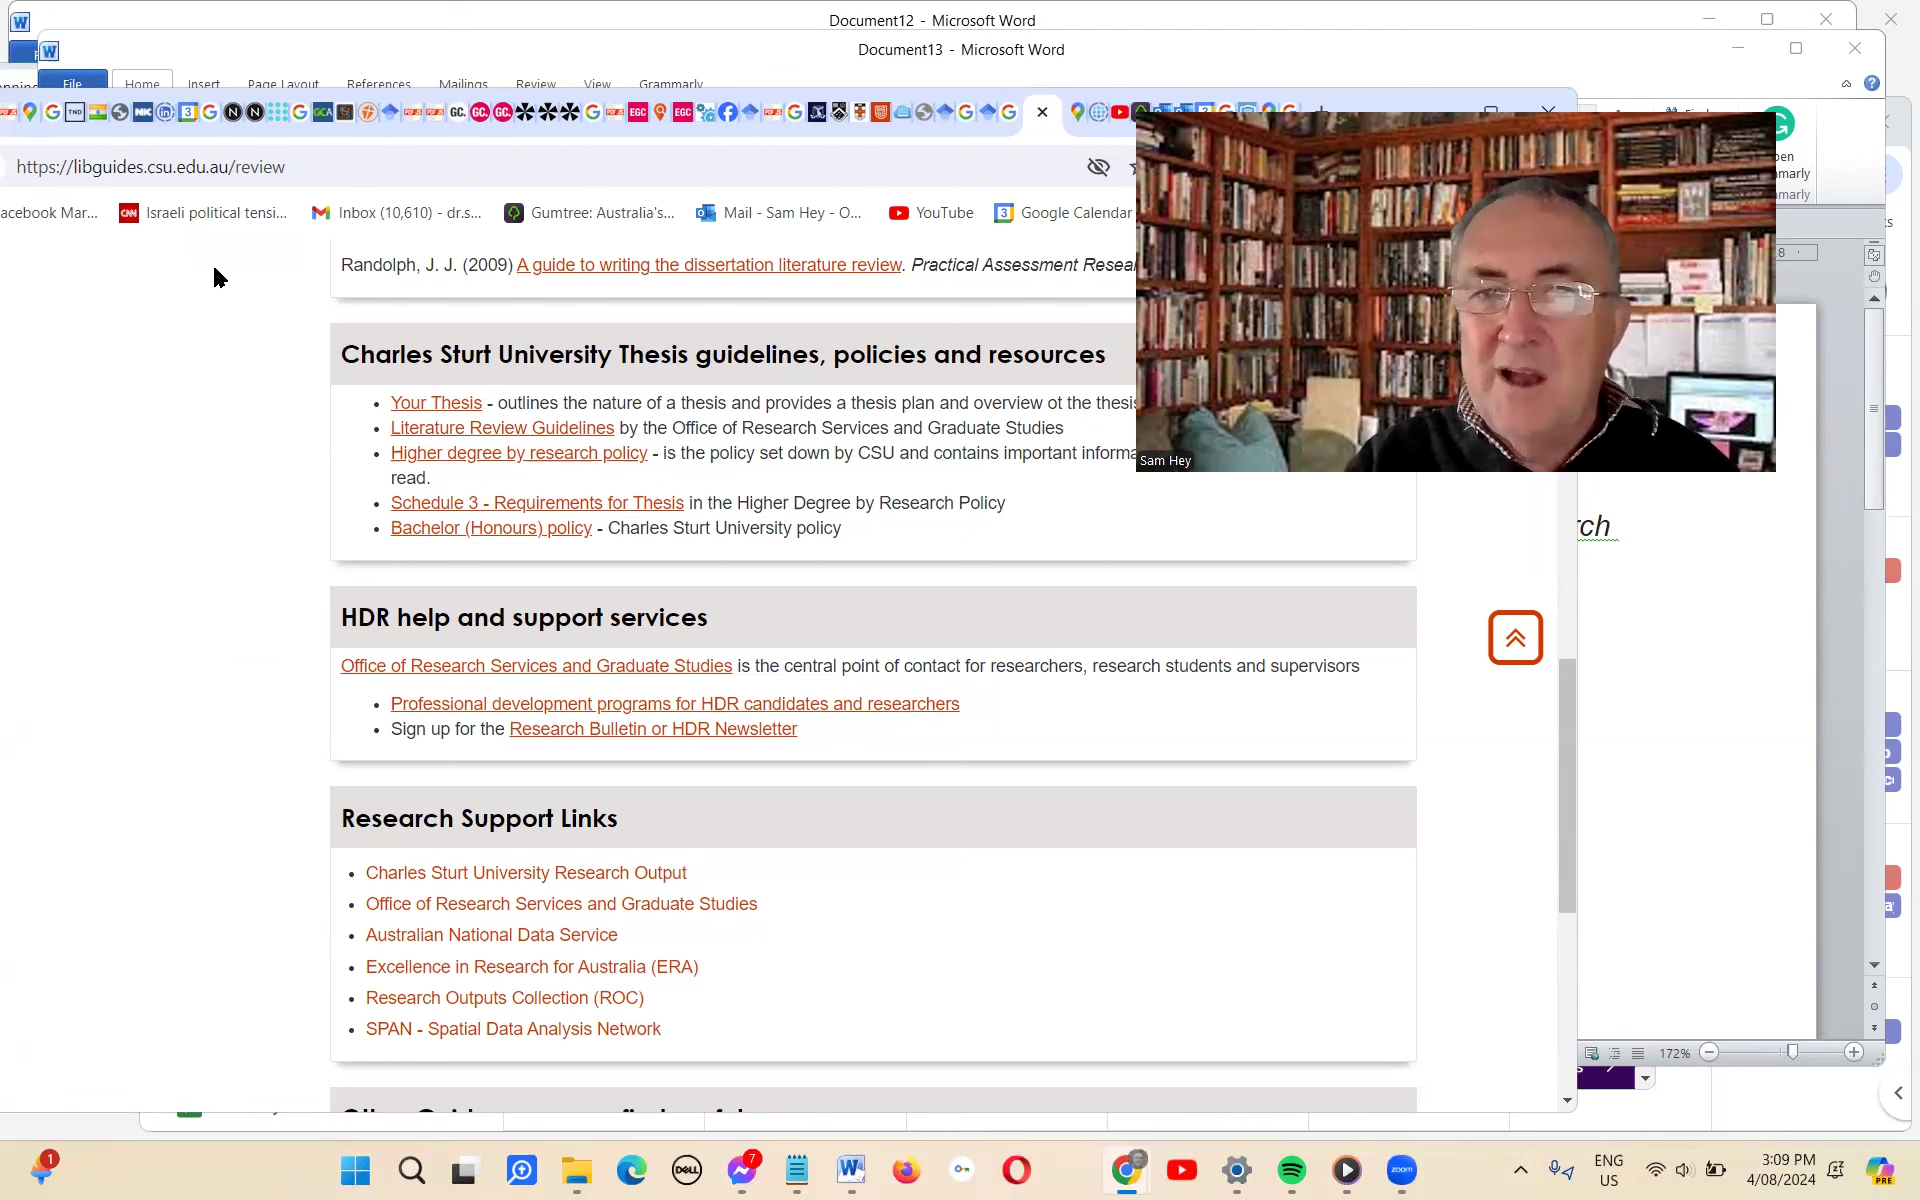 Document12 - Microsoft Word
Document13 - Microsoft Word
File Home Insert Page Layout References Mailings Review View Grammarly
https://libguides.csu.edu.au/review
acebook Mar... Israeli political tensi... Inbox (10,610) - dr.s... Gumtree: Australia's... Mail - Sam Hey - O... YouTube Google Calendar
Randolph, J. J. (2009) A guide to writing the dissertation literature review. Practical Assessment Resear
Charles Sturt University Thesis guidelines, policies and resources
Your Thesis - outlines the nature of a thesis and provides a thesis plan and overview of the thesis
Literature Review Guidelines by the Office of Research Services and Graduate Studies
Higher degree by research policy - is the policy set down by CSU and contains important informa
read.
Schedule 3 - Requirements for Thesis in the Higher Degree by Research Policy
Bachelor (Honours) policy - Charles Sturt University policy
Sam Hey
rch
HDR help and support services
Office of Research Services and Graduate Studies is the central point of contact for researchers, research students and supervisors
Professional development programs for HDR candidates and researchers
Sign up for the Research Bulletin or HDR Newsletter
Research Support Links
Charles Sturt University Research Output
Office of Research Services and Graduate Studies
Australian National Data Service
Excellence in Research for Australia (ERA)
Research Outputs Collection (ROC)
SPAN - Spatial Data Analysis Network
172%
ENG
US
3:09 PM
4/08/2024